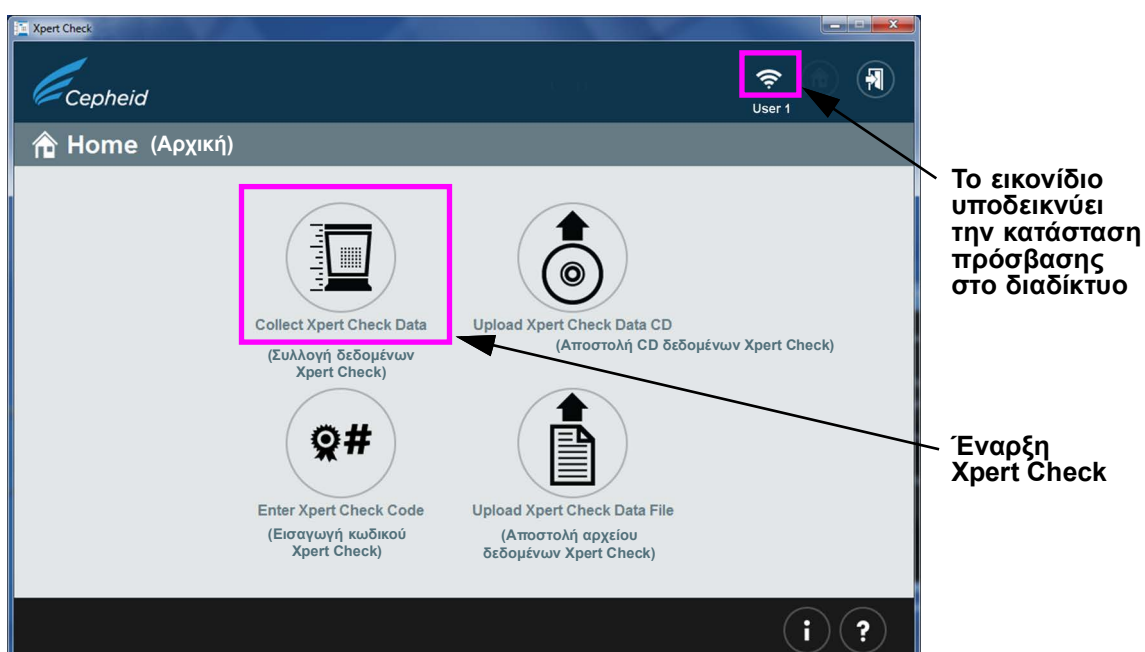 Xpert Check
Cepheid
User 1
Home (Αρχική)
Collect Xpert Check Data
(Συλλογή δεδομένων
Xpert Check)
Upload Xpert Check Data CD
(Αποστολή CD δεδομένων Xpert Check)
#
Enter Xpert Check Code
(Εισαγωγή κωδικού
Xpert Check)
Upload Xpert Check Data File
(Αποστολή αρχείου
δεδομένων Xpert Check)
i ?
Το εικονίδιο
υποδεικνύει
την κατάσταση
πρόσβασης
στο διαδίκτυο
Έναρξη
Xpert Check